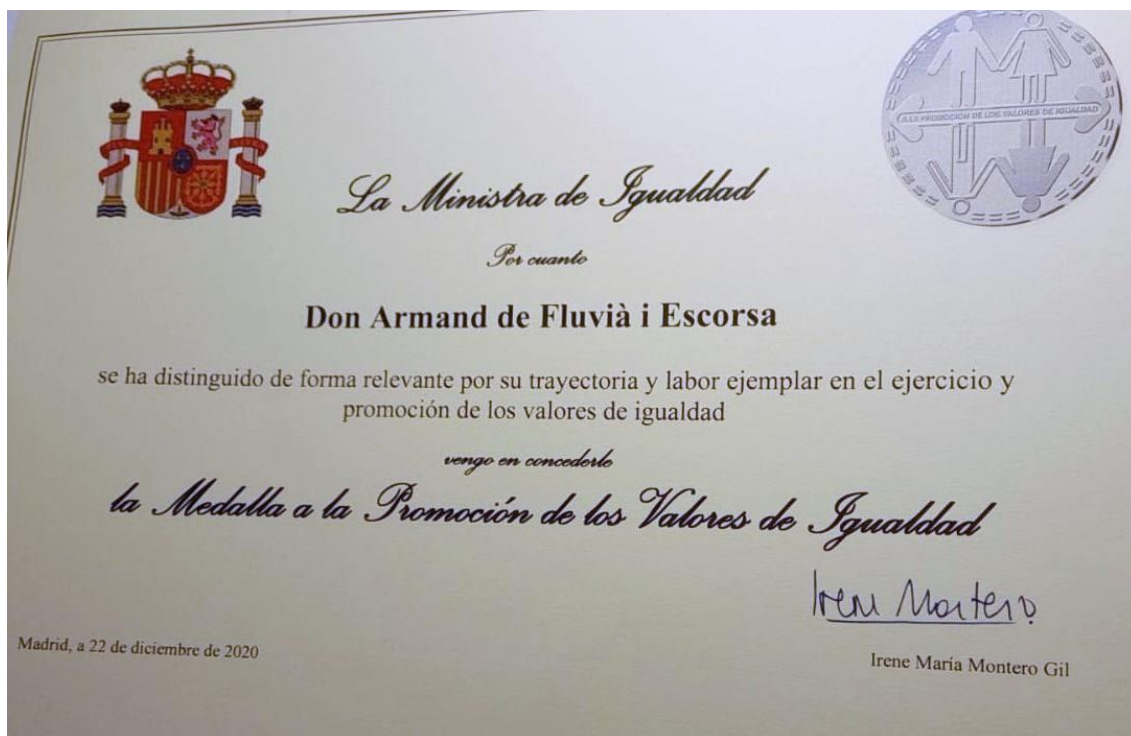 A LA PROMOCIÓN DE LOS VALORES DE IGUALDAD
La Ministra de Igualdad
Por cuanto
Don Armand de Fluvià i Escorsa
se ha distinguido de forma relevante por su trayectoria y labor ejemplar en el ejercicio y
promoción de los valores de igualdad
vengo en concederle
la Medalla a la Promoción de los Valores de Igualdad
Irene Montero
Madrid, a 22 de diciembre de 2020
Irene María Montero Gil